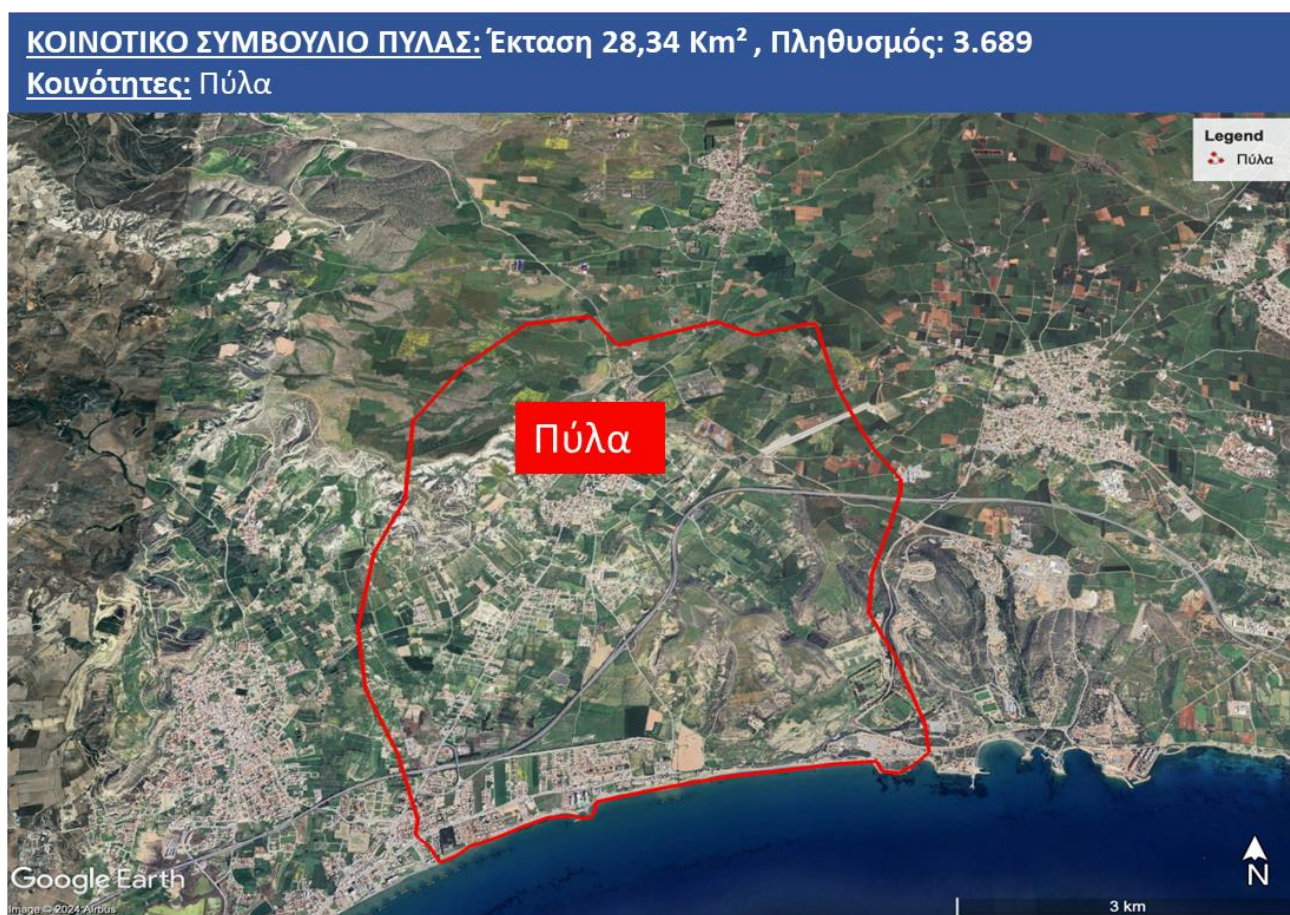 ΚΟΙΝΟΤΙΚΟ ΣΥΜΒΟΥΛΙΟ ΠΥΛΑΣ: Έκταση 28,34 Km² , Πληθυσμός: 3.689
Κοινότητες: Πύλα
Legend
Πύλα
Πύλα
Google Earth
Image © 2024 Airbus
N
3 km